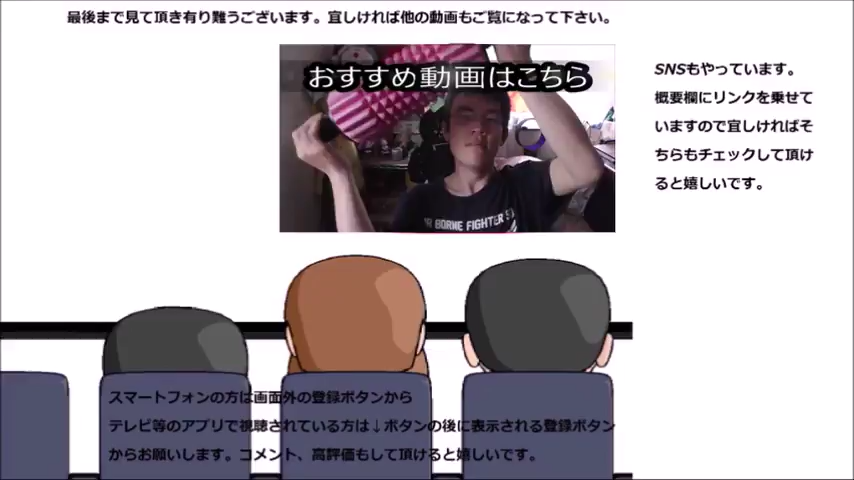 最後まで見て頂き有り難うございます。宜しければ他の動画もご覧になって下さい。
おすすめ動画はこちら
SNSもやっています。
概要欄にリンクを乗せて
いますので宜しければそ
ちらもチェックして頂け
ると嬉しいです。
BORNE FIGHTER
スマートフォンの方は画面外の登録ボタンから
テレビ等のアプリで視聴されている方は↓ボタンの後に表示される登録ボタン
からお願いします。コメント、高評価もして頂けると嬉しいです。